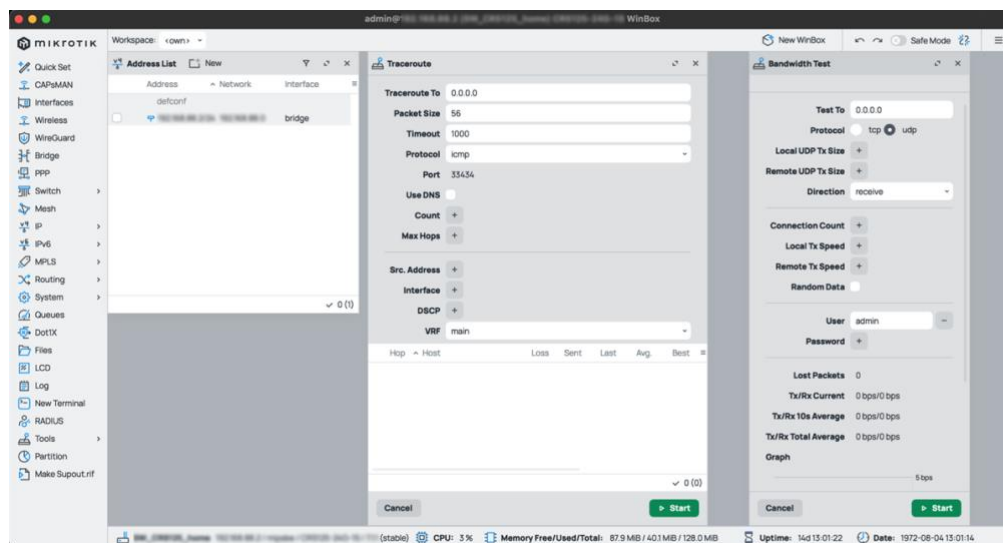 admin@ WinBox
MikroTik
Workspace: <own>
New WinBox
Safe Mode
Quick Set
CAPsMAN
Interfaces
Wireless
WireGuard
Bridge
PPP
Switch
Mesh
IP
IPv6
MPLS
Routing
System
Queues
Dot1X
Files
LCD
Log
New Terminal
RADIUS
Tools
Partition
Make Supout.rif
Address List New
Address Network Interface
defconf
bridge
0 (1)
Traceroute
Traceroute To 0.0.0.0
Packet Size 56
Timeout 1000
Protocol icmp
Port 33434
Use DNS
Count +
Max Hops +
Src. Address +
Interface +
DSCP +
VRF main
Hop Host Loss Sent Last Avg. Best
0 (0)
Cancel Start
Bandwidth Test
Test To 0.0.0.0
Protocol tcp udp
Local UDP Tx Size +
Remote UDP Tx Size +
Direction receive
Connection Count +
Local Tx Speed +
Remote Tx Speed +
Random Data
User admin -
Password +
Lost Packets 0
Tx/Rx Current 0 bps/0 bps
Tx/Rx 10s Average 0 bps/0 bps
Tx/Rx Total Average 0 bps/0 bps
Graph
5 bps
Cancel Start
(stable) CPU: 3% Memory Free/Used/Total: 87.9 MiB / 40.1 MiB / 128.0 MiB Uptime: 14d 13:01:22 Date: 1972-08-04 13:01:14